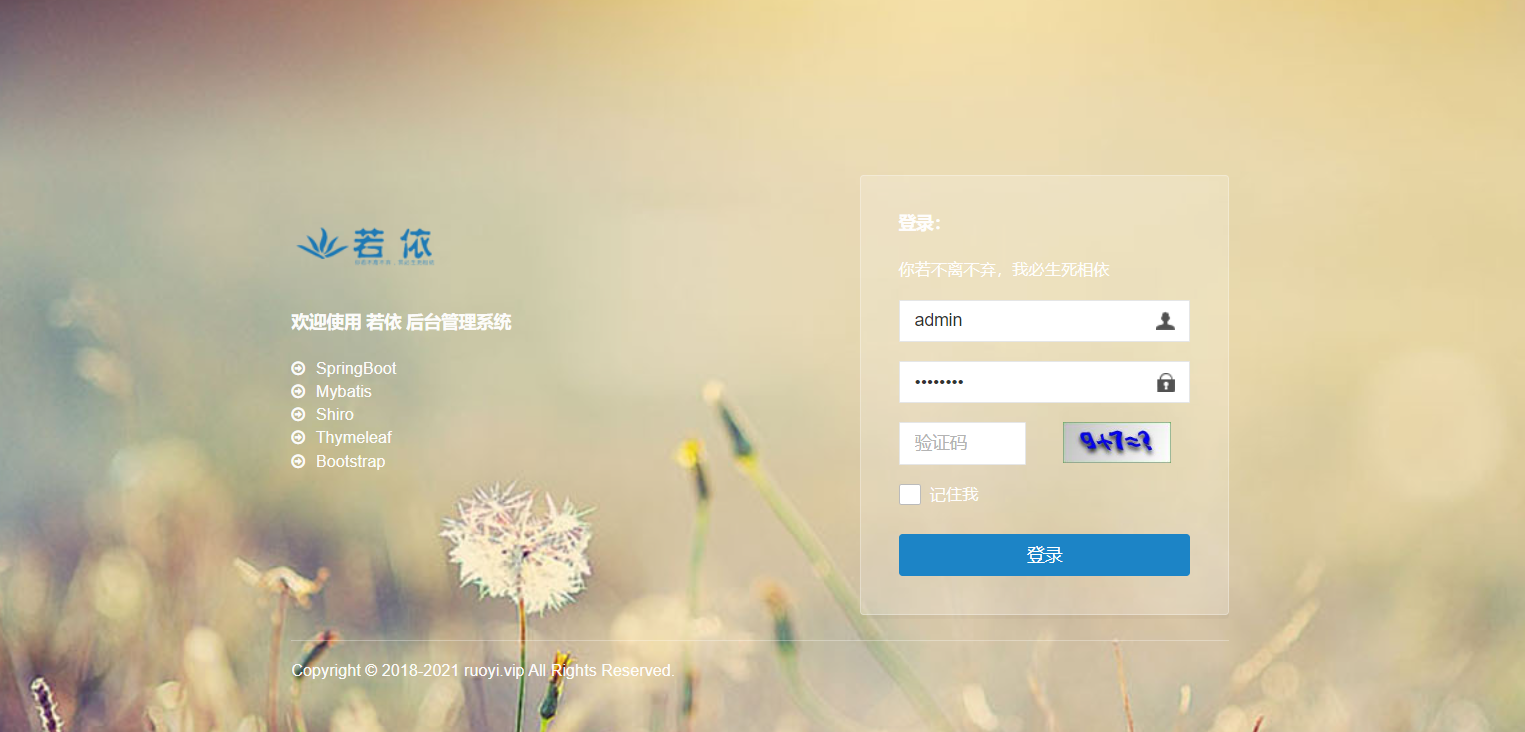 若依
欢迎使用 若依 后台管理系统
SpringBoot
Mybatis
Shiro
Thymeleaf
Bootstrap
登录：
你若不离不弃，我必生死相依
admin
••••••••
验证码
9+7=?
记住我
登录
Copyright © 2018-2021 ruoyi.vip All Rights Reserved.